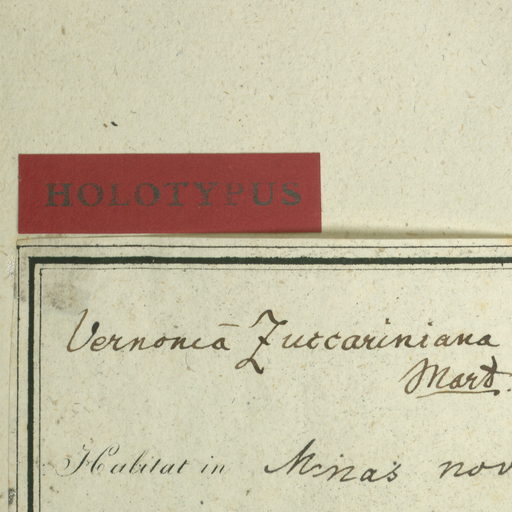 HOLOTYPUS
Vernonia Zuccariniana
Mart.
Habitat in Minas nov